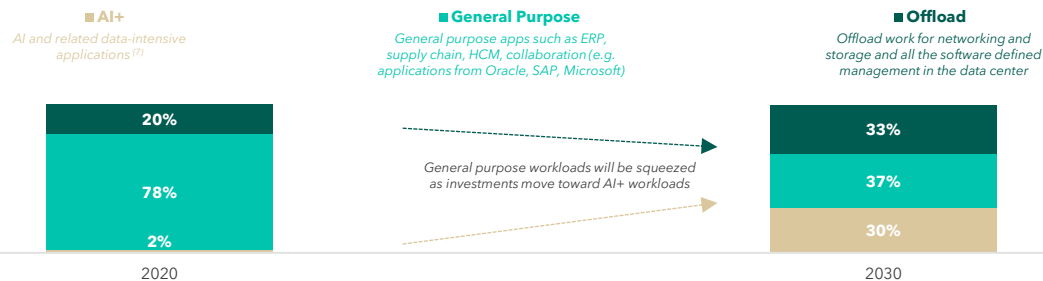 AI+
AI and related data-intensive
applications (7)
General Purpose
General purpose apps such as ERP,
supply chain, HCM, collaboration (e.g.
applications from Oracle, SAP, Microsoft)
Offload
Offload work for networking and
storage and all the software defined
management in the data center
20%
78%
2%
General purpose workloads will be squeezed
as investments move toward AI+ workloads
33%
37%
30%
2020
2030